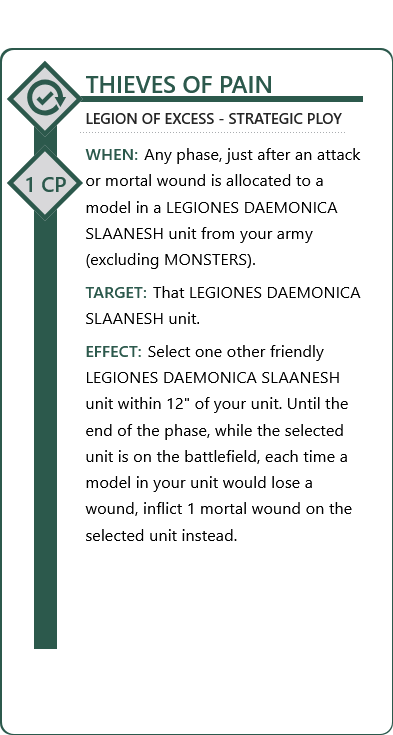 THIEVES OF PAIN
LEGION OF EXCESS - STRATEGIC PLOY
WHEN: Any phase, just after an attack
or mortal wound is allocated to a
1 CP
model in a LEGIONES DAEMONICA
SLAANESH unit from your army
(excluding MONSTERS).
TARGET: That LEGIONES DAEMONICA
SLAANESH unit.
EFFECT: Select one other friendly
LEGIONES DAEMONICA SLAANESH
unit within 12" of your unit. Until the
end of the phase, while the selected
unit is on the battlefield, each time a
model in your unit would lose a
wound, inflict 1 mortal wound on the
selected unit instead.